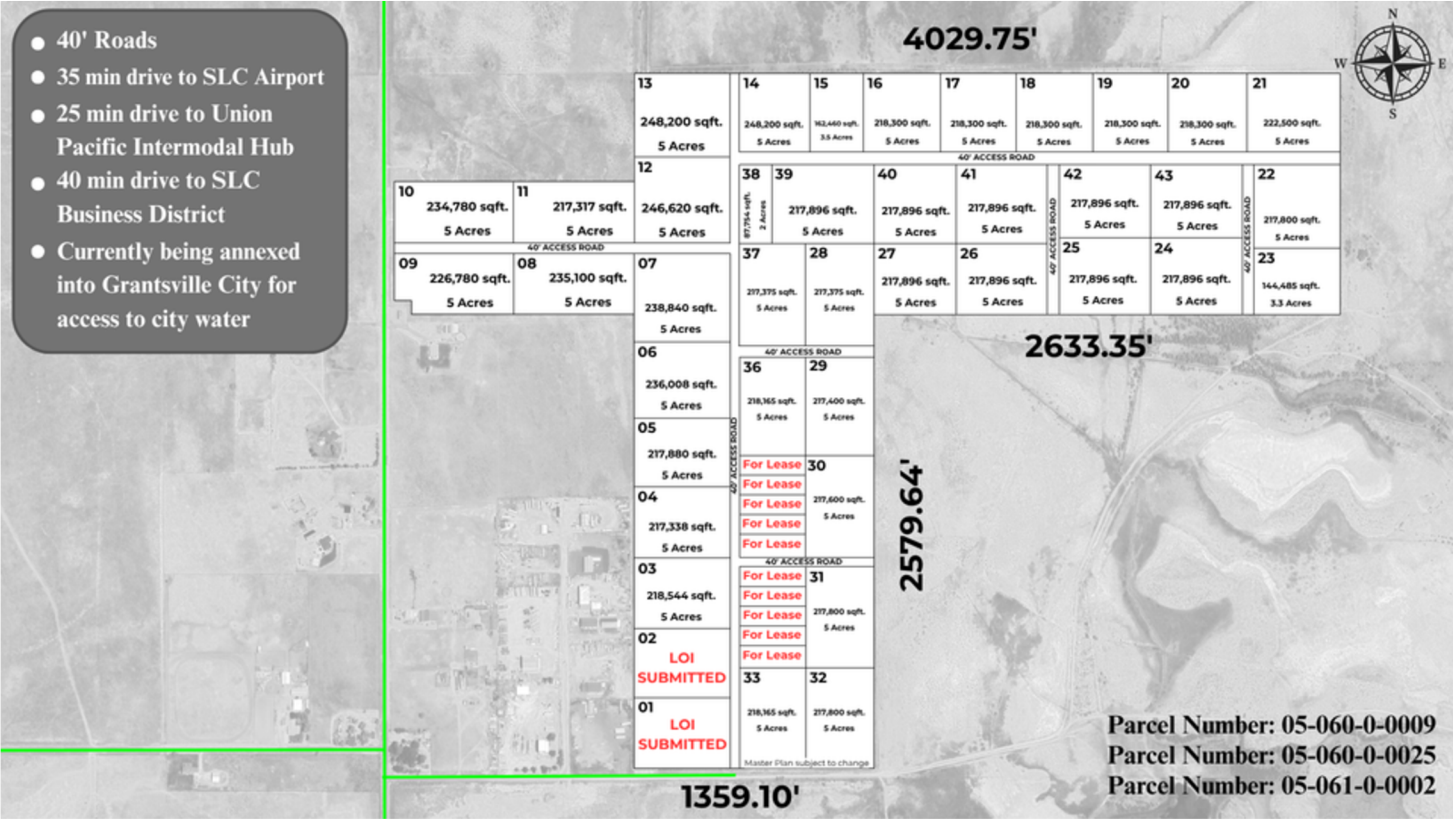 40' Roads
35 min drive to SLC Airport
25 min drive to Union
Pacific Intermodal Hub
40 min drive to SLC
Business District
Currently being annexed
into Grantsville City for
access to city water
4029.75'
N
W E
S
13
248,200 sqft.
5 Acres
14
248,200 sqft.
5 Acres
15
162,460 sqft.
3.5 Acres
16
218,300 sqft.
5 Acres
17
218,300 sqft.
5 Acres
18
218,300 sqft.
5 Acres
19
218,300 sqft.
5 Acres
20
218,300 sqft.
5 Acres
21
222,500 sqft.
5 Acres
40' ACCESS ROAD
12
246,620 sqft.
5 Acres
38
87,754 sqft.
2 Acres
39
217,896 sqft.
5 Acres
40
217,896 sqft.
5 Acres
41
217,896 sqft.
5 Acres
40' ACCESS ROAD
42
217,896 sqft.
5 Acres
43
217,896 sqft.
5 Acres
40' ACCESS ROAD
22
217,800 sqft.
5 Acres
10
234,780 sqft.
5 Acres
11
217,317 sqft.
5 Acres
40' ACCESS ROAD
09
226,780 sqft.
5 Acres
08
235,100 sqft.
5 Acres
07
238,840 sqft.
5 Acres
37
217,375 sqft.
5 Acres
28
217,375 sqft.
5 Acres
27
217,896 sqft.
5 Acres
26
217,896 sqft.
5 Acres
25
217,896 sqft.
5 Acres
24
217,896 sqft.
5 Acres
23
144,485 sqft.
3.3 Acres
2633.35'
40' ACCESS ROAD
06
236,008 sqft.
5 Acres
36
218,165 sqft.
5 Acres
29
217,400 sqft.
5 Acres
05
217,880 sqft.
5 Acres
40' ACCESS ROAD
For Lease
For Lease
For Lease
For Lease
For Lease
30
217,600 sqft.
5 Acres
2579.64'
04
217,338 sqft.
5 Acres
40' ACCESS ROAD
03
218,544 sqft.
5 Acres
For Lease
For Lease
For Lease
For Lease
For Lease
31
217,800 sqft.
5 Acres
02
LOI
SUBMITTED
01
LOI
SUBMITTED
33
218,165 sqft.
5 Acres
32
217,800 sqft.
5 Acres
Master Plan subject to change
1359.10'
Parcel Number: 05-060-0-0009
Parcel Number: 05-060-0-0025
Parcel Number: 05-061-0-0002